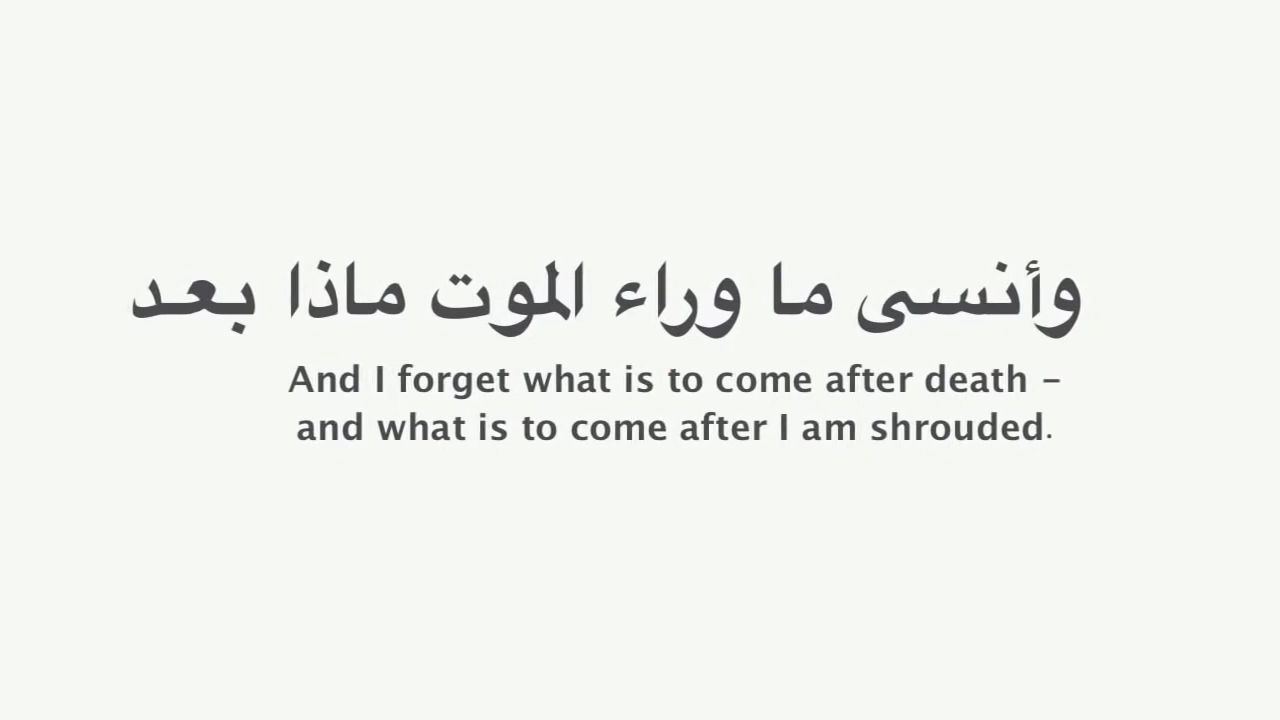 وأنسى ما وراء الموت ماذا بعد
And I forget what is to come after death –
and what is to come after I am shrouded.